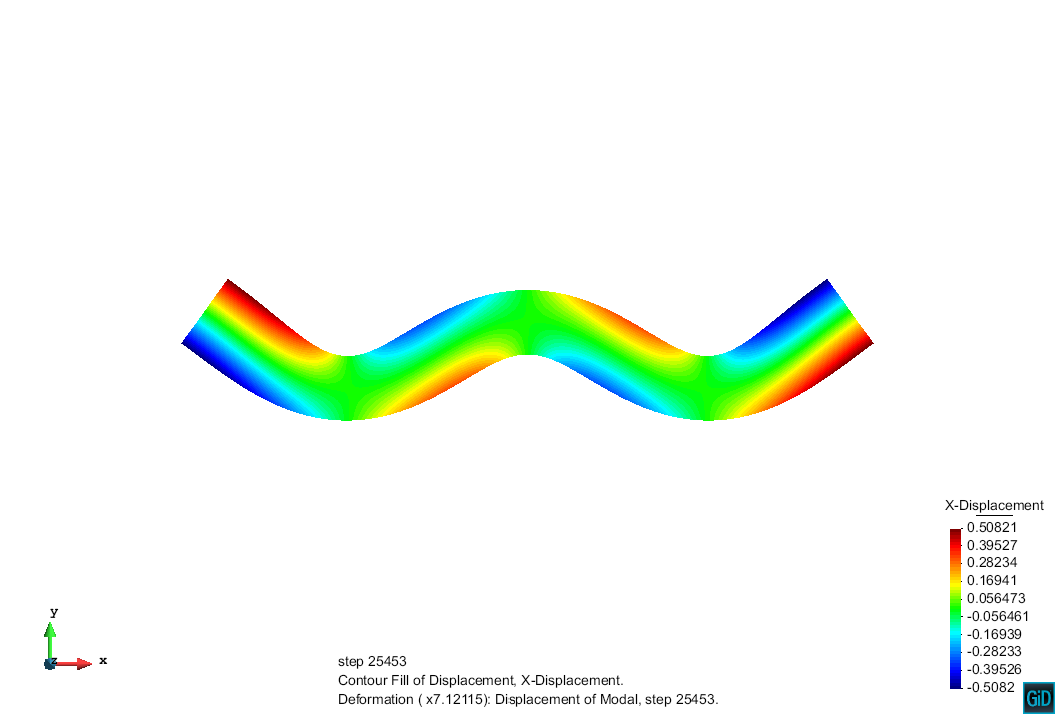 X-Displacement
0.50821
0.39527
0.28234
0.16941
0.056473
-0.056461
-0.16939
-0.28233
-0.39526
-0.5082
y
z
x
step 25453
Contour Fill of Displacement, X-Displacement.
Deformation ( x7.12115): Displacement of Modal, step 25453.
GiD